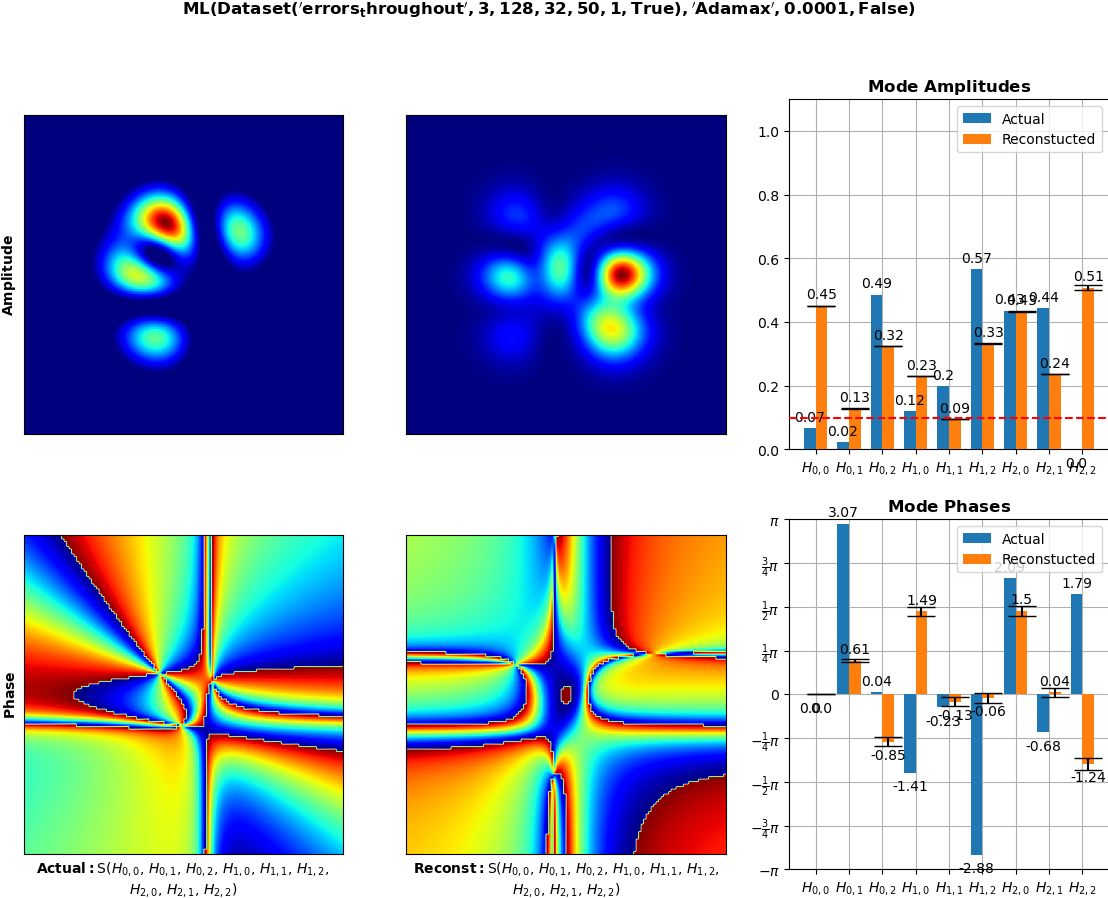 ML(Dataset('errors_throughout', 3, 128, 32, 50, 1, True), 'Adamax', 0.0001, False)
Amplitude
Mode Amplitudes
Actual
Reconstucted
1.0
0.8
0.6
0.4
0.2
0.0
0.07 0.45 0.02 0.13 0.49 0.32 0.12 0.23 0.2 0.09 0.57 0.33 0.43 0.43 0.44 0.24 0.0 0.51
H0,0 H0,1 H0,2 H1,0 H1,1 H1,2 H2,0 H2,1 H2,2
Phase
Mode Phases
Actual
Reconstucted
π
3/4π
1/2π
1/4π
0
−1/4π
−1/2π
−3/4π
−π
0.0 0.0 3.07 0.61 0.04 -0.85 -1.41 1.49 -0.23 -0.13 -2.88 -0.06 2.09 1.5 -0.68 0.04 1.79 -1.24
H0,0 H0,1 H0,2 H1,0 H1,1 H1,2 H2,0 H2,1 H2,2
Actual: S(H0,0, H0,1, H0,2, H1,0, H1,1, H1,2,
H2,0, H2,1, H2,2)
Reconst: S(H0,0, H0,1, H0,2, H1,0, H1,1, H1,2,
H2,0, H2,1, H2,2)